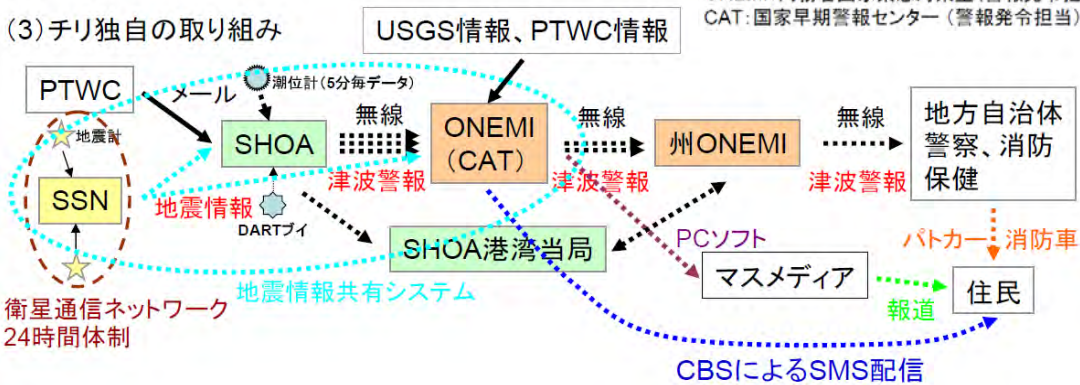 CAT:国家早期警報センター(警報発令担当)
(3)チリ独自の取り組み
USGS情報、PTWC情報
PTWC
メール
潮位計(5分毎データ)
地震計
SHOA
無線
津波警報
ONEMI
(CAT)
無線
津波警報
州ONEMI
無線
津波警報
地方自治体
警察、消防
保健
SSN
地震情報
DARTブイ
SHOA港湾当局
PCソフト
マスメディア
パトカー
消防車
報道
住民
地震情報共有システム
衛星通信ネットワーク
24時間体制
CBSによるSMS配信